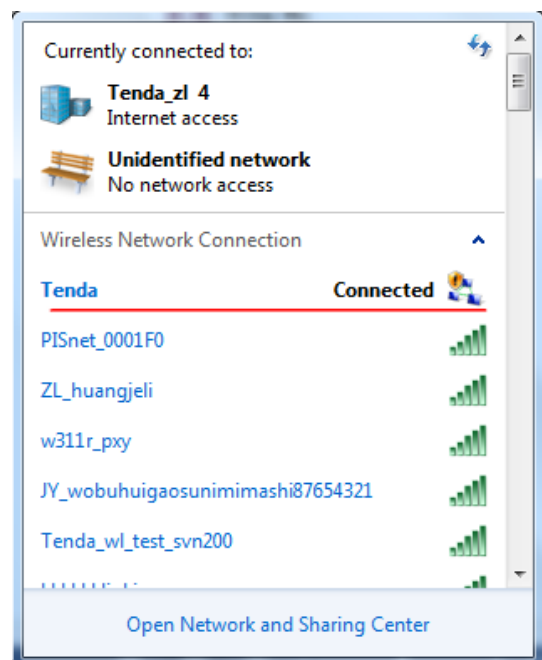 Currently connected to:
Tenda_zl 4
Internet access
Unidentified network
No network access
Wireless Network Connection
Tenda Connected
PISnet_0001F0
ZL_huangjeli
w311r_pxy
JY_wobuhuigaosunimimashi87654321
Tenda_wl_test_svn200
Open Network and Sharing Center